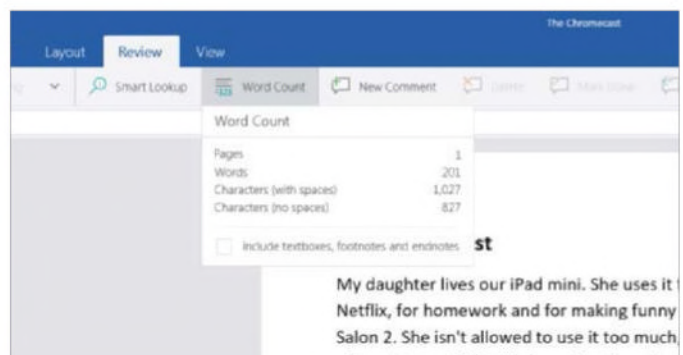 The Chromecast
Layout Review View
Smart Lookup Word Count New Comment Delete
Word Count
Pages 1
Words 201
Characters (with spaces) 1,027
Characters (no spaces) 827
Include textboxes, footnotes and endnotes
st
My daughter lives our iPad mini. She uses it
Netflix, for homework and for making funny
Salon 2. She isn't allowed to use it too much,